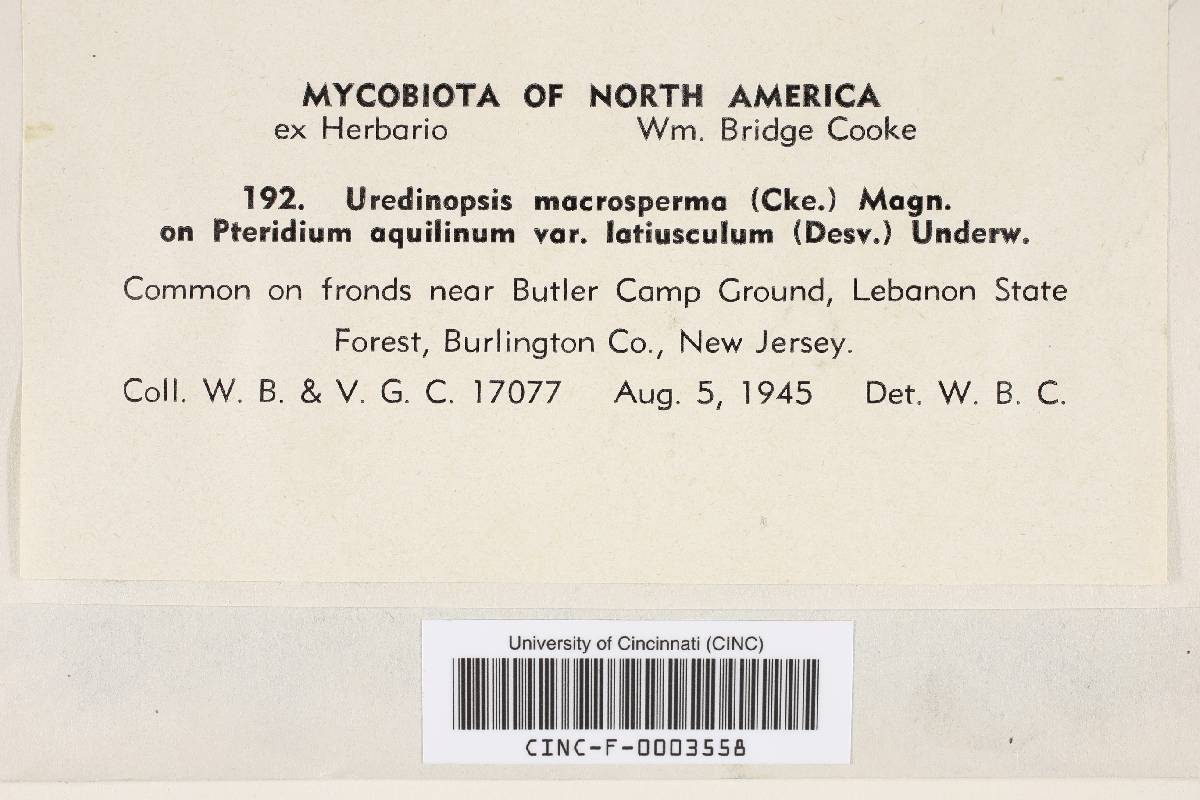 MYCOBIOTA OF NORTH AMERICA
ex Herbario Wm. Bridge Cooke
192. Uredinopsis macrosperma (Cke.) Magn.
on Pteridium aquilinum var. latiusculum (Desv.) Underw.
Common on fronds near Butler Camp Ground, Lebanon State
Forest, Burlington Co., New Jersey.
Coll. W. B. & V. G. C. 17077 Aug. 5, 1945 Det. W. B. C.
University of Cincinnati (CINC)
CINC-F-0003558